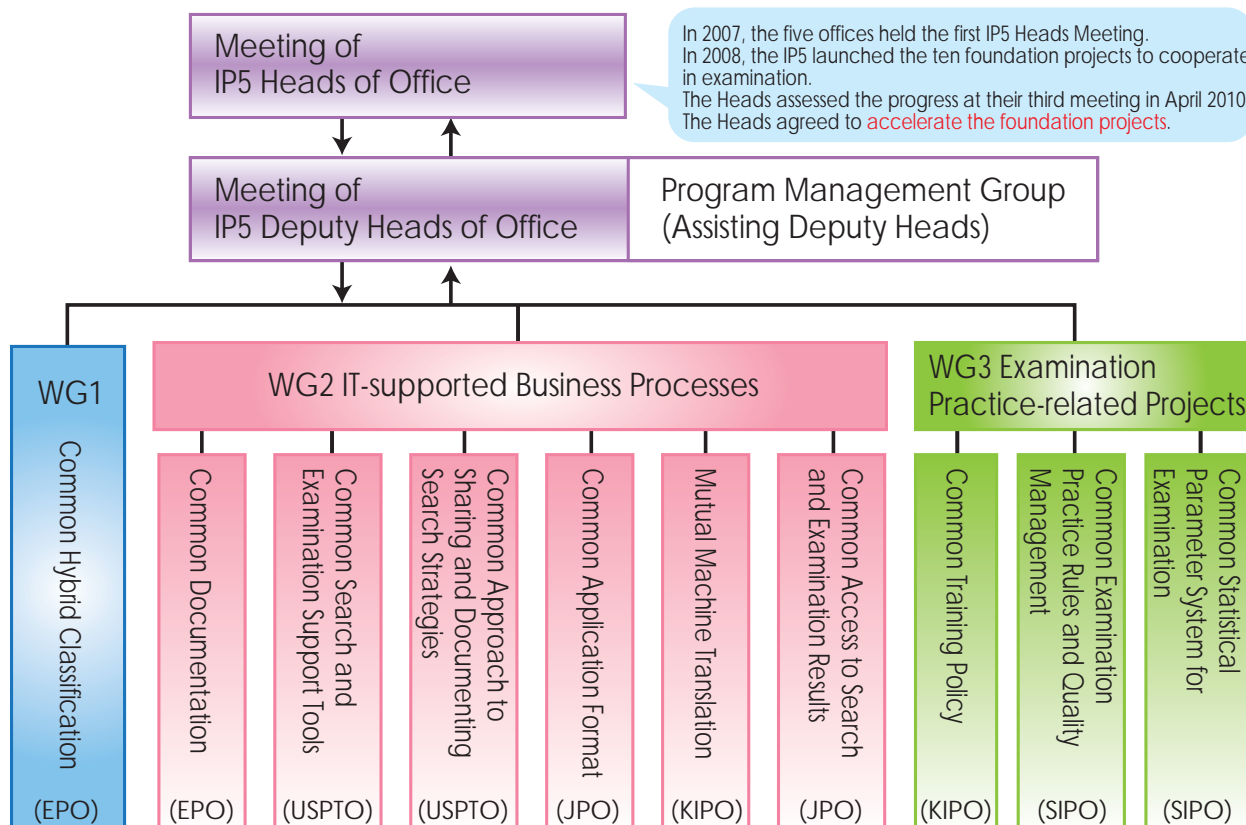 Meeting of
IP5 Heads of Office
In 2007, the five offices held the first IP5 Heads Meeting.
In 2008, the IP5 launched the ten foundation projects to cooperate
in examination.
The Heads assessed the progress at their third meeting in April 2010
The Heads agreed to accelerate the foundation projects.
Meeting of
IP5 Deputy Heads of Office
Program Management Group
(Assisting Deputy Heads)
WG1
Common Hybrid Classification
(EPO)
WG2 IT-supported Business Processes
Common Documentation
(EPO)
Common Search and
Examination Support Tools
(USPTO)
Common Approach to
Sharing and Documenting
Search Strategies
(USPTO)
Common Application Format
(JPO)
Mutual Machine Translation
(KIPO)
Common Access to Search
and Examination Results
(JPO)
WG3 Examination
Practice-related Projects
Common Training Policy
(KIPO)
Common Examination
Practice Rules and Quality
Management
(SIPO)
Common Statistical
Parameter System for
Examination
(SIPO)